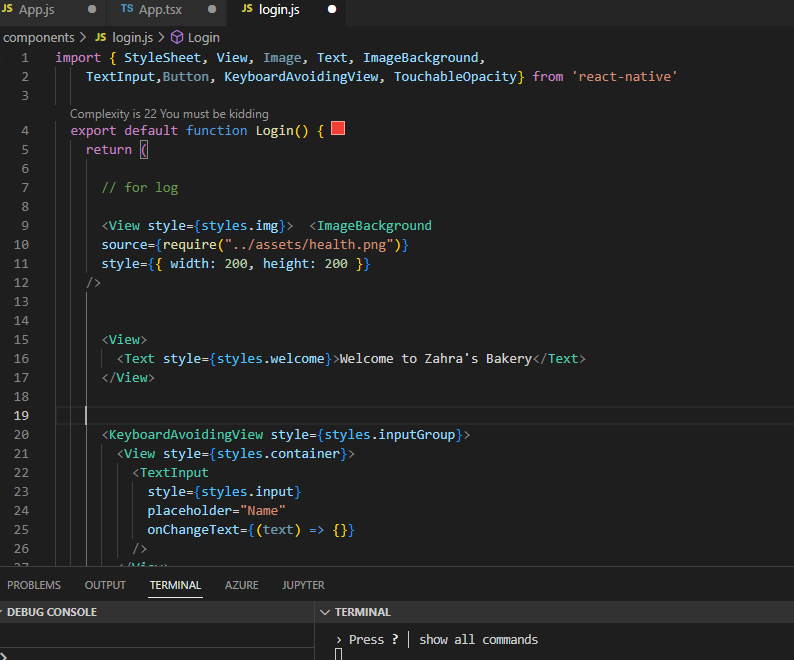 JS App.js
TS App.tsx
JS login.js
components > JS login.js > Login
1 import { StyleSheet, View, Image, Text, ImageBackground,
2 TextInput,Button, KeyboardAvoidingView, TouchableOpacity} from 'react-native'
3
Complexity is 22 You must be kidding
4 export default function Login() {
5 return (
6
7 // for log
8
9 <View style={styles.img}>  <ImageBackground
10 source={require("../assets/health.png")}
11 style={{ width: 200, height: 200 }}
12 />
13
14
15 <View>
16 <Text style={styles.welcome}>Welcome to Zahra's Bakery</Text>
17 </View>
18
19
20 <KeyboardAvoidingView style={styles.inputGroup}>
21 <View style={styles.container}>
22 <TextInput
23 style={styles.input}
24 placeholder="Name"
25 onChangeText={(text) => {}}
26 />
27 </View>
PROBLEMS OUTPUT TERMINAL AZURE JUPYTER
DEBUG CONSOLE
TERMINAL
› Press ? │ show all commands